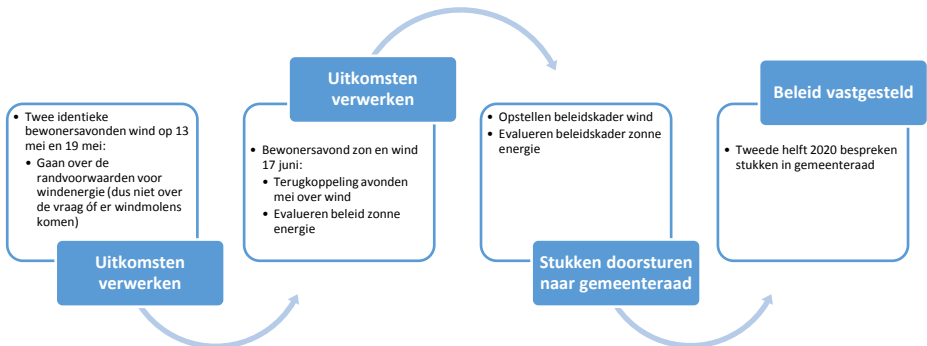 • Twee identieke
bewonersavonden wind op 13
mei en 19 mei:
• Gaan over de
randvoorwaarden voor
windenergie (dus niet over
de vraag óf er windmolens
komen)
Uitkomsten
verwerken
Uitkomsten
verwerken
• Bewonersavond zon en wind
17 juni:
• Terugkoppeling avonden
mei over wind
• Evalueren beleid zonne
energie
• Opstellen beleidskader wind
• Evalueren beleidskader zonne
energie
Stukken doorsturen
naar gemeenteraad
Beleid vastgesteld
• Tweede helft 2020 bespreken
stukken in gemeenteraad